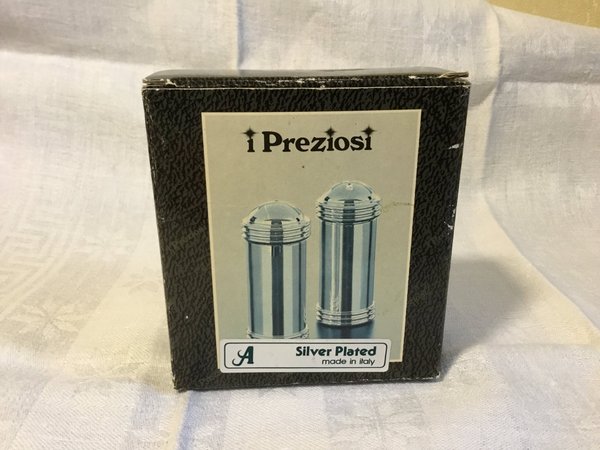 i Preziosi
A
Silver Plated
made in italy